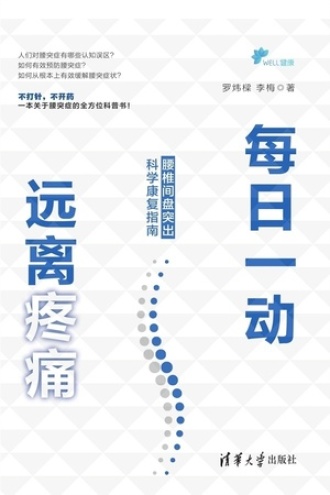 人们对腰突症有哪些认知误区?
如何有效预防腰突症?
如何从根本上有效缓解腰突症状?
不打针,不开药
一本关于腰突症的全方位科普书!
WELL健康
罗炜樑 李梅 著
每日一动
腰椎间盘突出
科学康复指南
远离疼痛
清华大学出版社